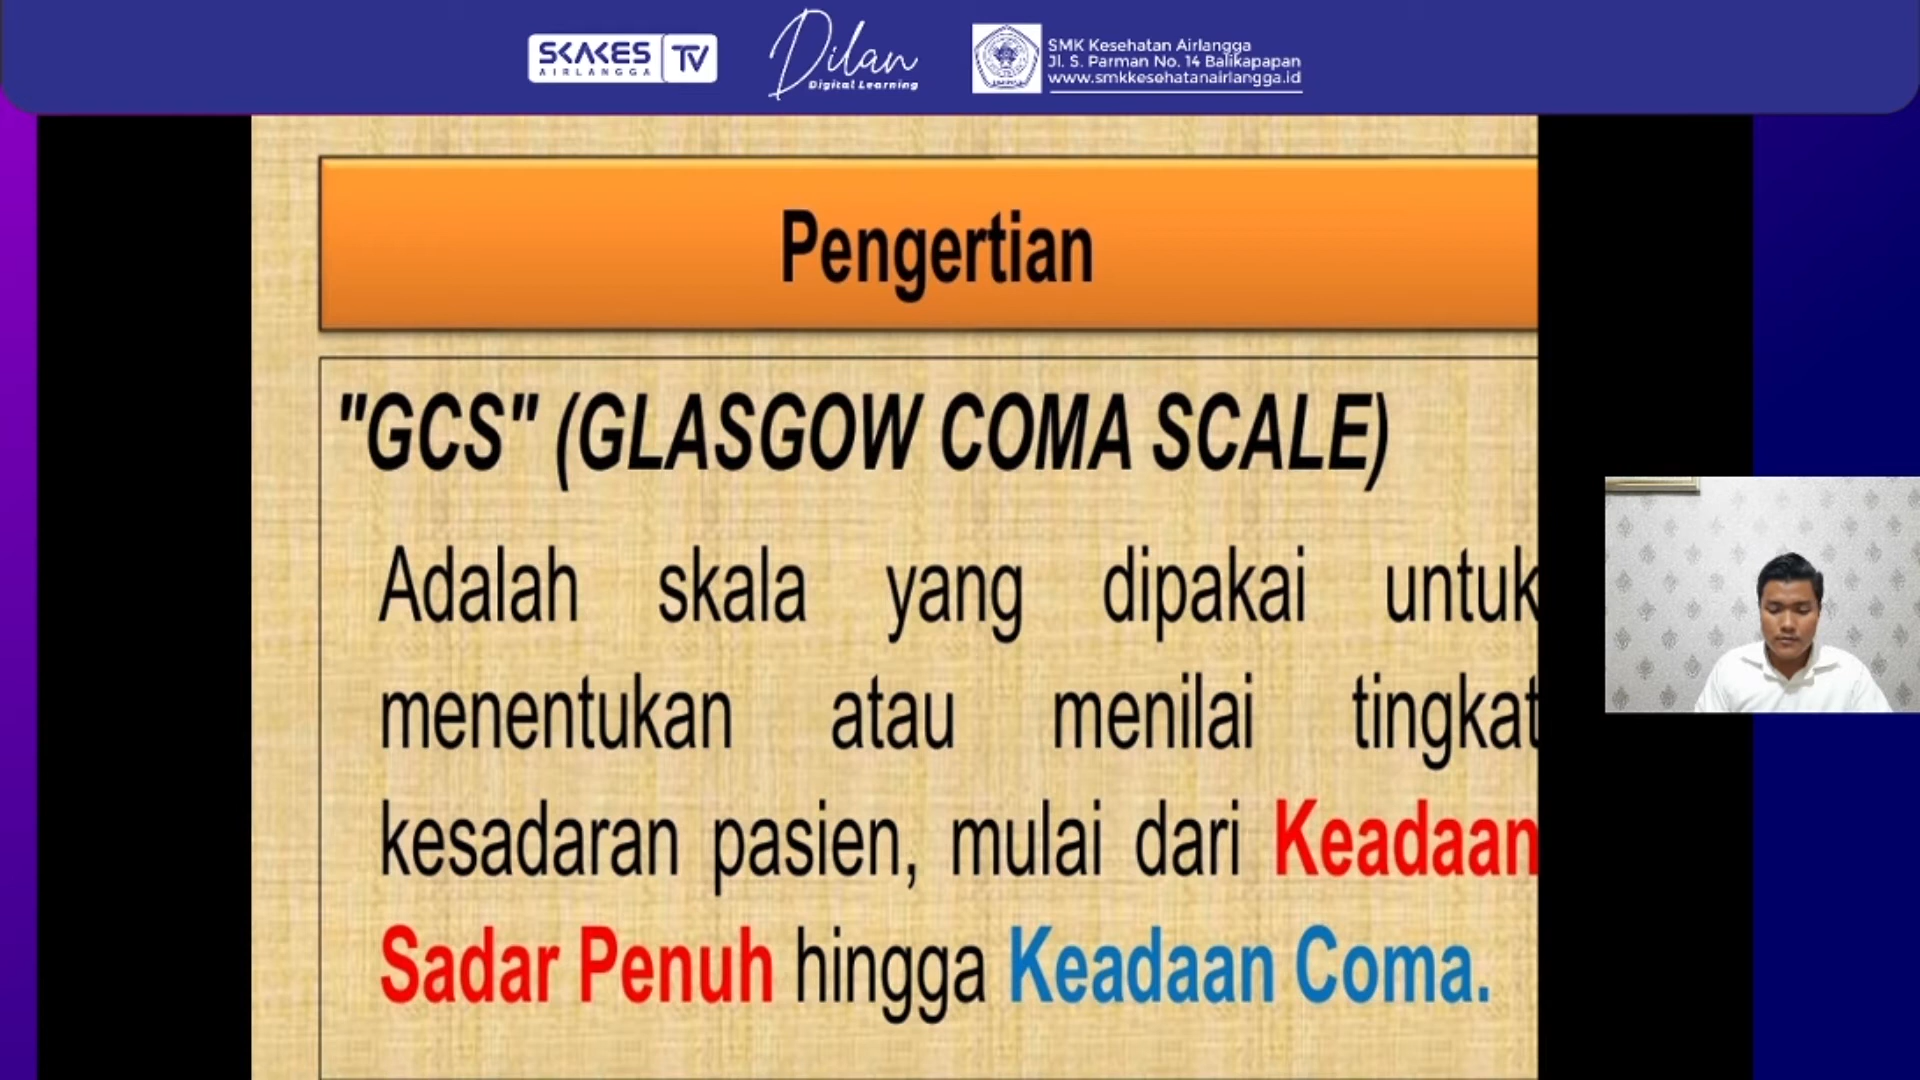 SKAKES TV
AIRLANGGA
Dilan
Digital Learning
SMK Kesehatan Airlangga
Jl. S. Parman No. 14 Balikapapan
www.smkkesehatanairlangga.id
Pengertian
"GCS" (GLASGOW COMA SCALE)
Adalah skala yang dipakai untuk
menentukan atau menilai tingkat
kesadaran pasien, mulai dari Keadaan
Sadar Penuh hingga Keadaan Coma.